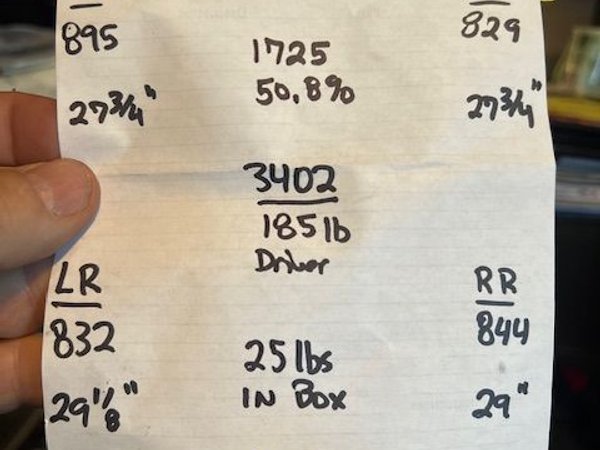 895 1725 829
50.8%
27 3/4" 27 3/4"
3402
185 lb
Driver
LR RR
832 844
25 lbs
IN BOX
29 1/8" 29"